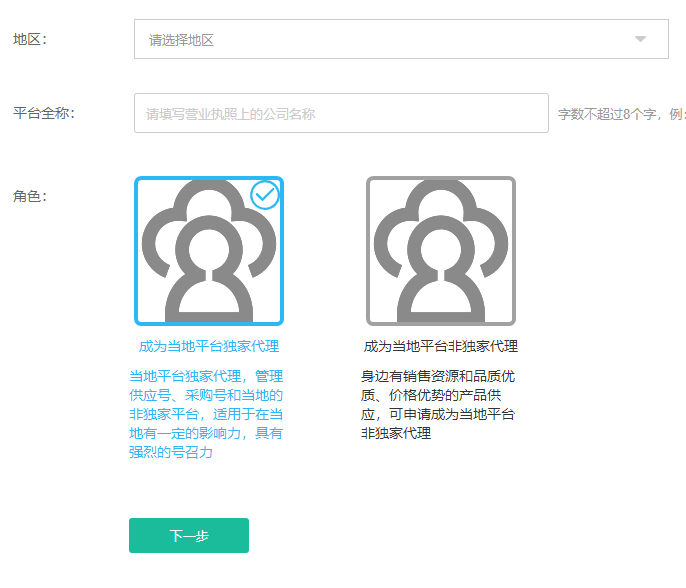 地区：
请选择地区
平台全称：
请填写营业执照上的公司名称
字数不超过8个字，例：
角色：
成为当地平台独家代理
成为当地平台非独家代理
当地平台独家代理，管理
供应号、采购号和当地的
非独家平台，适用于在当
地有一定的影响力，具有
强烈的号召力
身边有销售资源和品质优
质、价格优势的产品供
应，可申请成为当地平台
非独家代理
下一步